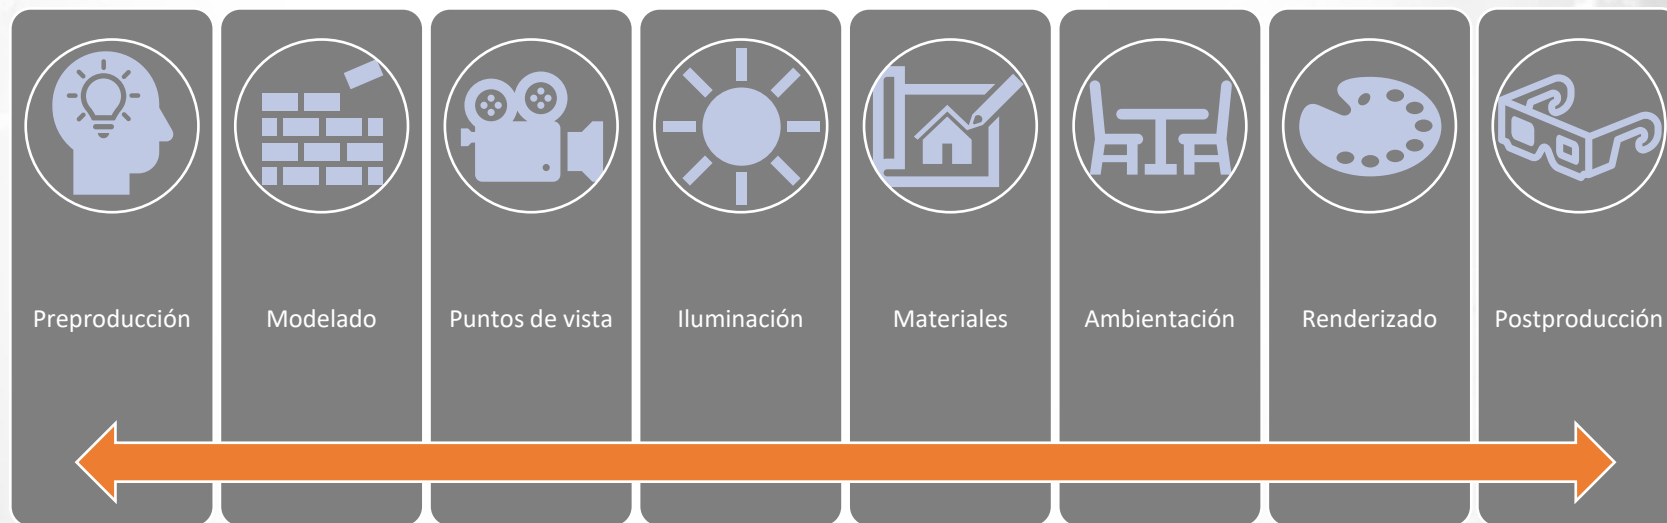 Preproducción
Modelado
Puntos de vista
Iluminación
Materiales
Ambientación
Renderizado
Postproducción